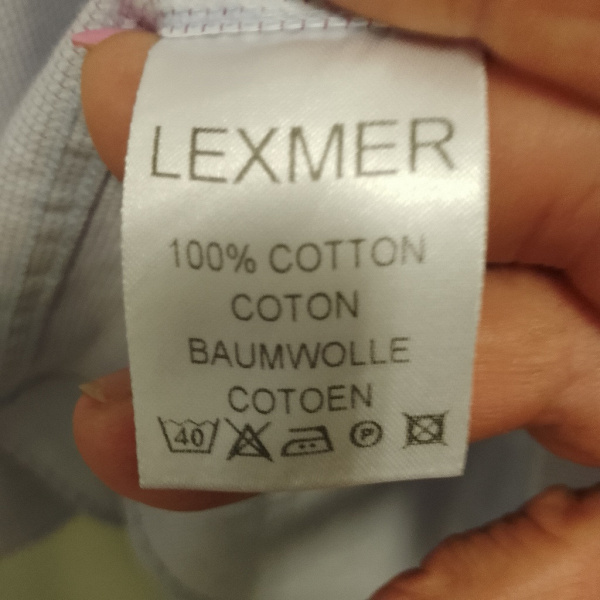 LEXMER
100% COTTON
COTON
BAUMWOLLE
COTOEN
40 P